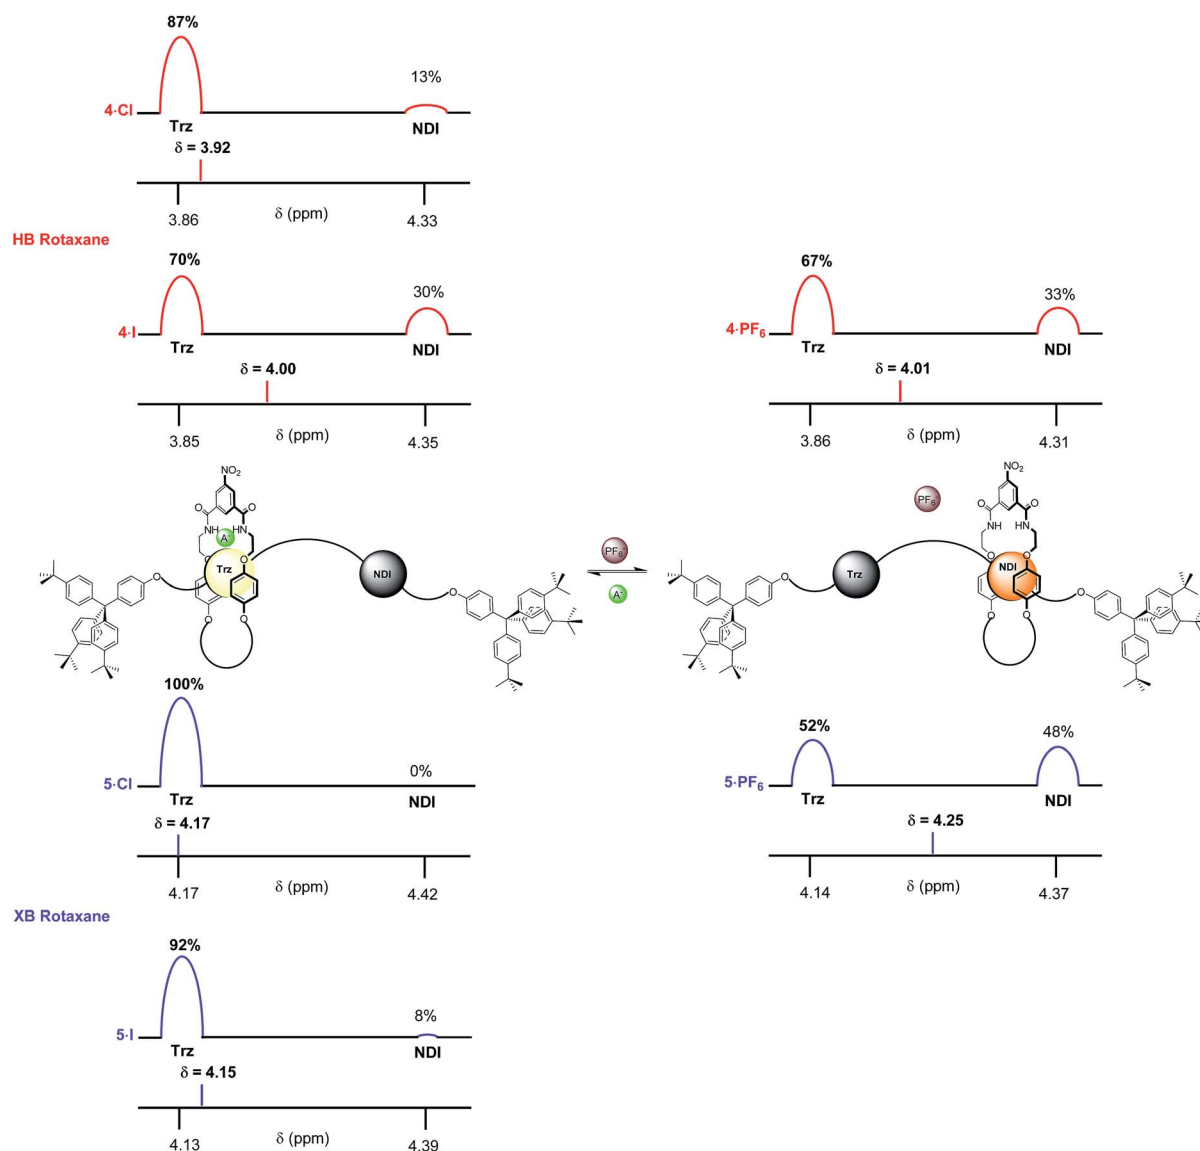 87%
13%
4·Cl
Trz
NDI
δ = 3.92
3.86
δ (ppm)
4.33
HB Rotaxane
70%
30%
4·I
Trz
NDI
δ = 4.00
3.85
δ (ppm)
4.35
67%
33%
4·PF6
Trz
NDI
δ = 4.01
3.86
δ (ppm)
4.31
NO2
O
O
NH
HN
A-
O
O
Trz
NDI
O
O
O
O
PF6-
A-
PF6-
NO2
O
O
NH
HN
O
O
Trz
NDI
O
O
O
O
100%
0%
5·Cl
Trz
NDI
δ = 4.17
4.17
δ (ppm)
4.42
52%
48%
5·PF6
Trz
NDI
δ = 4.25
4.14
δ (ppm)
4.37
XB Rotaxane
92%
8%
5·I
Trz
NDI
δ = 4.15
4.13
δ (ppm)
4.39